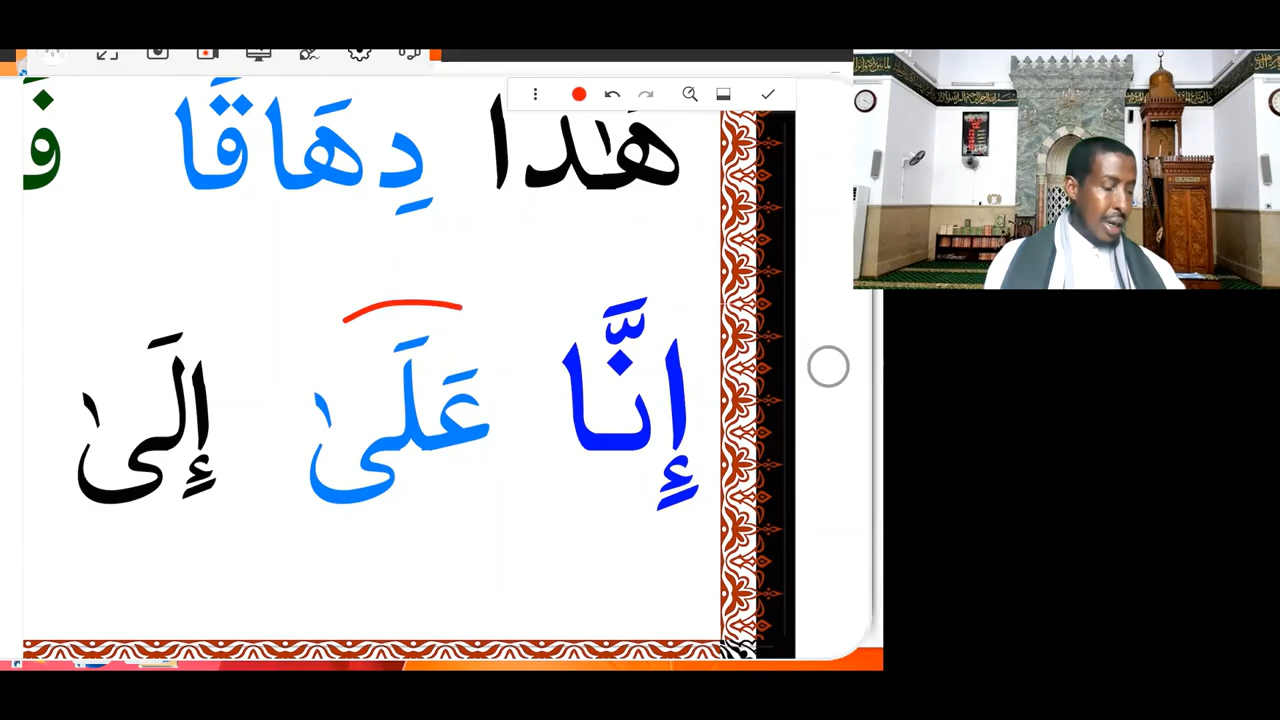 هَٰذَا دِهَاقًا
إِنَّا عَلَىٰ إِلَىٰ